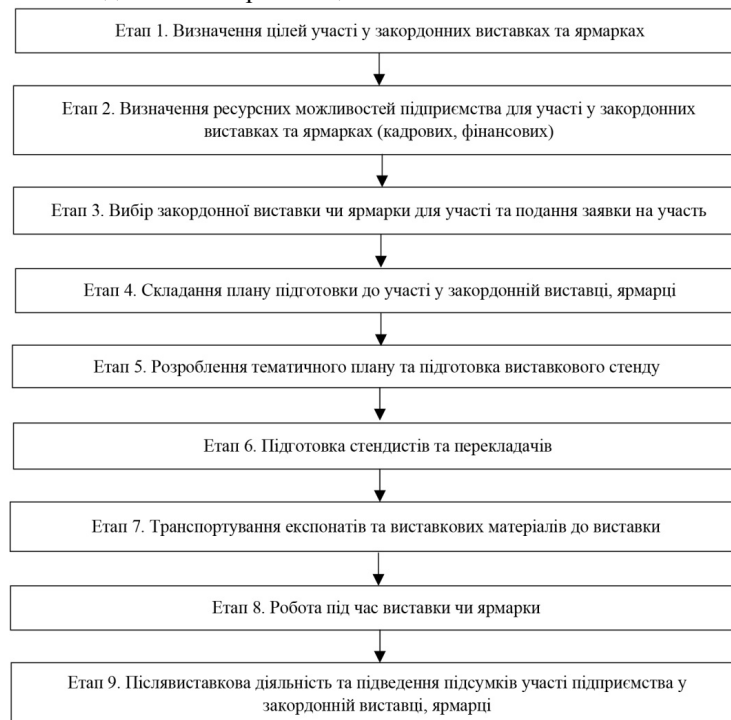 Етап 1. Визначення цілей участі у закордонних виставках та ярмарках
Етап 2. Визначення ресурсних можливостей підприємства для участі у закордонних
виставках та ярмарках (кадрових, фінансових)
Етап 3. Вибір закордонної виставки чи ярмарки для участі та подання заявки на участь
Етап 4. Складання плану підготовки до участі у закордонній виставці, ярмарці
Етап 5. Розроблення тематичного плану та підготовка виставкового стенду
Етап 6. Підготовка стендистів та перекладачів
Етап 7. Транспортування експонатів та виставкових матеріалів до виставки
Етап 8. Робота під час виставки чи ярмарки
Етап 9. Післявиставкова діяльність та підведення підсумків участі підприємства у
закордонній виставці, ярмарці